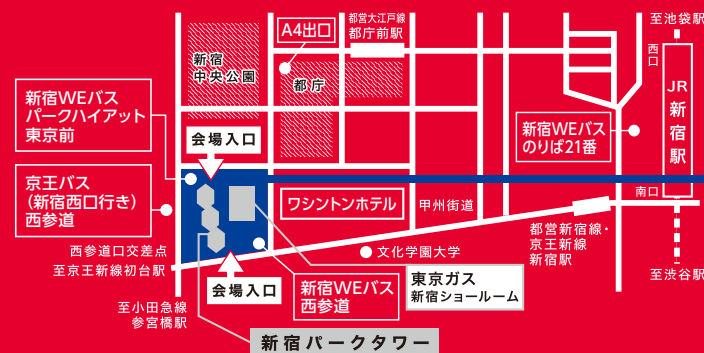 至池袋駅
都営大江戸線
都庁前駅
A4出口
西口
新宿
中央公園
都庁
JR
新宿駅
新宿WEバス
パークハイアット
東京前
新宿WEバス
のりば21番
会場入口
京王バス
(新宿西口行き)
西参道
南口
ワシントンホテル
甲州街道
都営新宿線・
京王新線
新宿駅
西参道口交差点
文化学園大学
至京王新線初台駅
東京ガス
新宿ショールーム
至渋谷駅
会場入口
新宿WEバス
西参道
至小田急線
参宮橋駅
新宿パークタワー